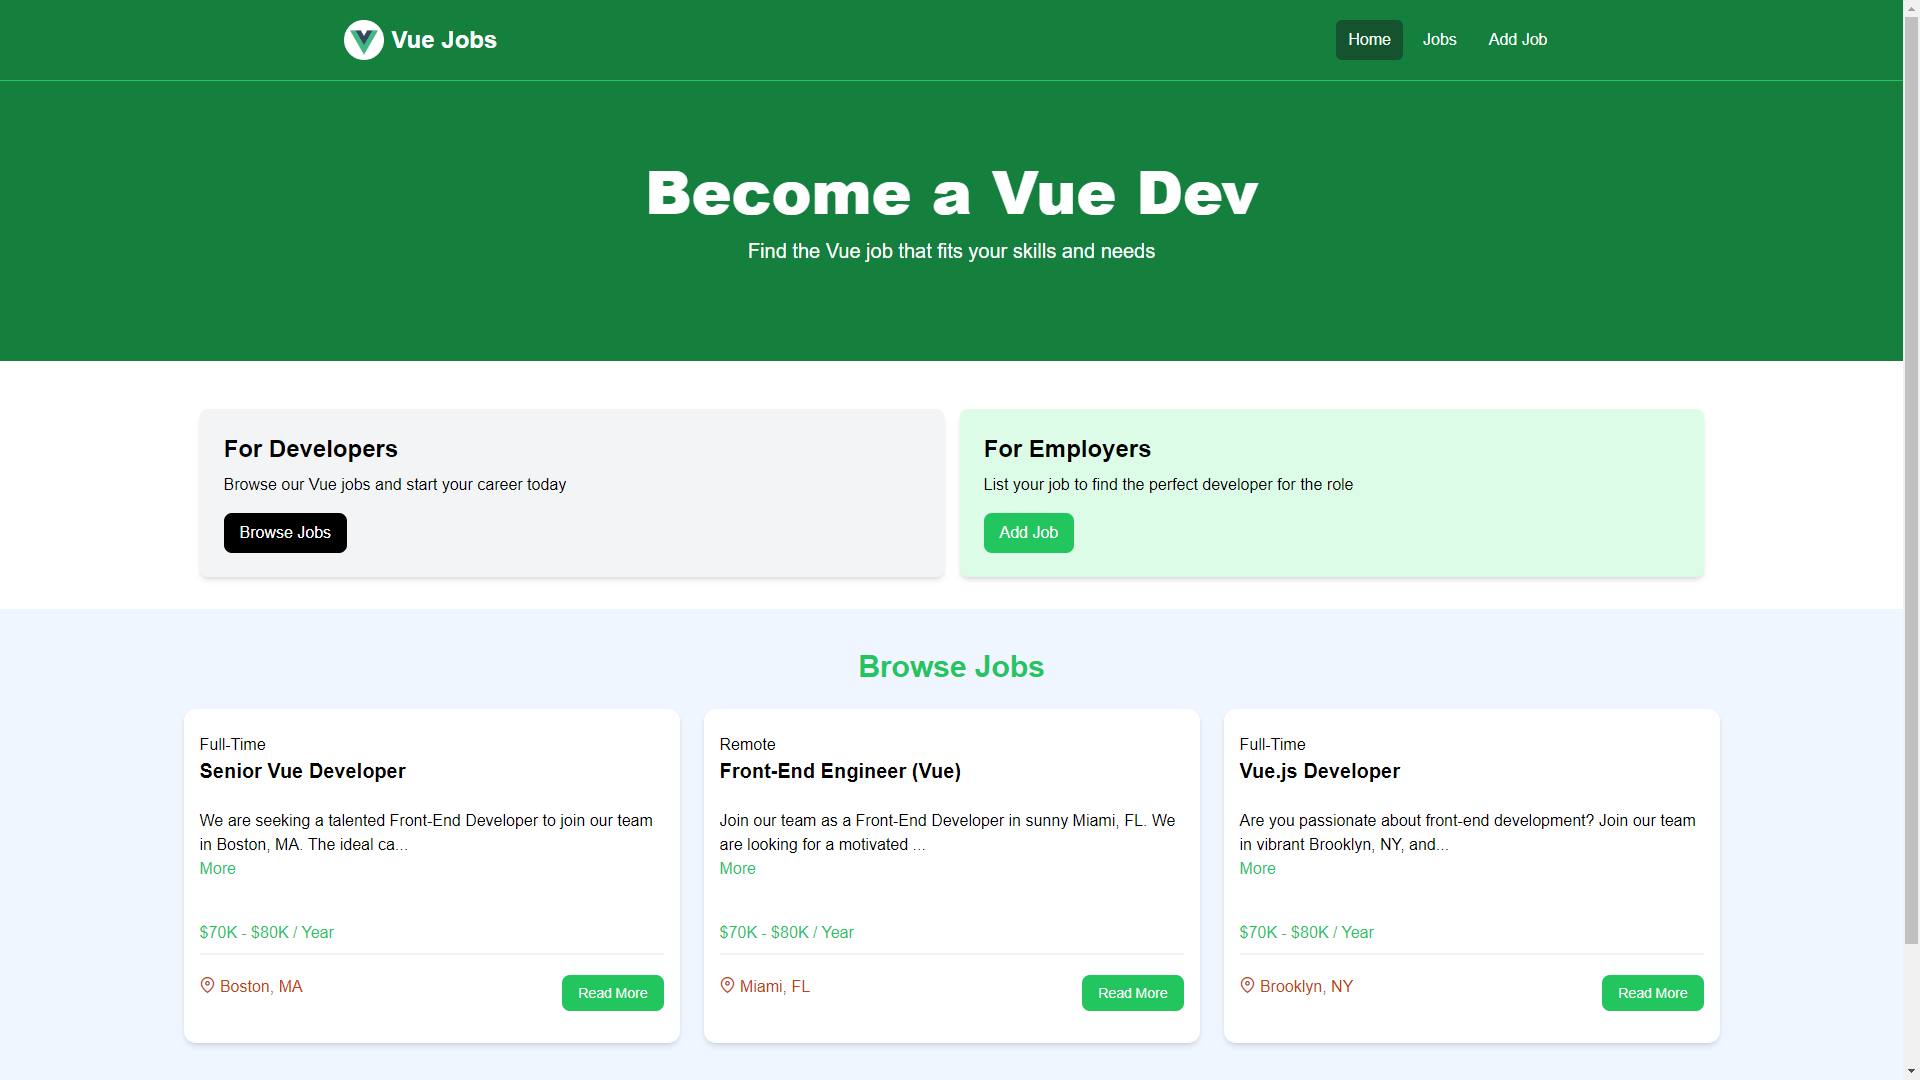 Vue Jobs
Home
Jobs
Add Job
Become a Vue Dev
Find the Vue job that fits your skills and needs
For Developers
Browse our Vue jobs and start your career today
Browse Jobs
For Employers
List your job to find the perfect developer for the role
Add Job
Browse Jobs
Full-Time
Senior Vue Developer
We are seeking a talented Front-End Developer to join our team
in Boston, MA. The ideal ca...
More
$70K - $80K / Year
Boston, MA
Read More
Remote
Front-End Engineer (Vue)
Join our team as a Front-End Developer in sunny Miami, FL. We
are looking for a motivated ...
More
$70K - $80K / Year
Miami, FL
Read More
Full-Time
Vue.js Developer
Are you passionate about front-end development? Join our team
in vibrant Brooklyn, NY, and...
More
$70K - $80K / Year
Brooklyn, NY
Read More